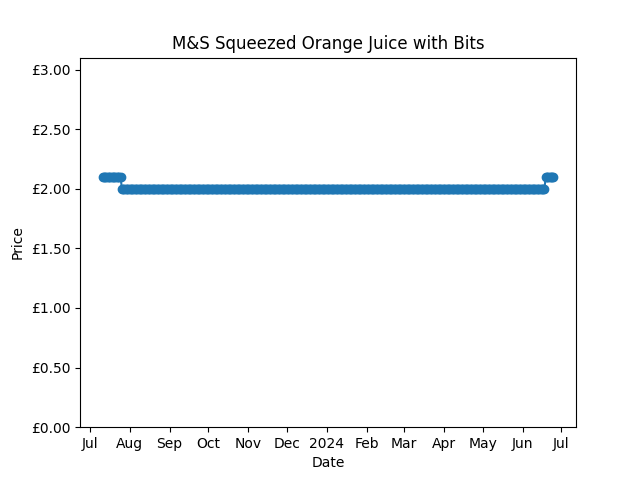 M&S Squeezed Orange Juice with Bits
£3.00
£2.50
£2.00
£1.50
£1.00
£0.50
£0.00
Price
Jul Aug Sep Oct Nov Dec 2024 Feb Mar Apr May Jun Jul
Date